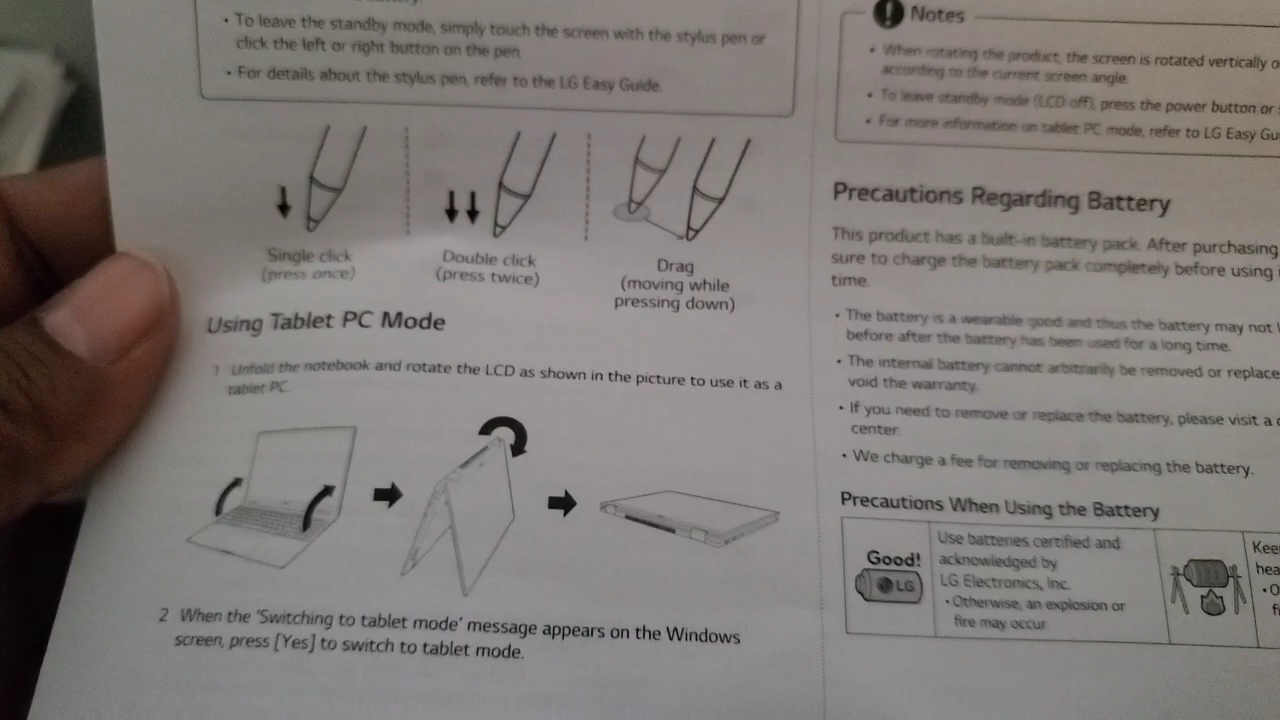 • To leave the standby mode, simply touch the screen with the stylus pen or
click the left or right button on the pen.
• For details about the stylus pen, refer to the LG Easy Guide.
Single click
(press once)
Double click
(press twice)
Drag
(moving while
pressing down)
Using Tablet PC Mode
1 Unfold the notebook and rotate the LCD as shown in the picture to use it as a
tablet PC.
2 When the 'Switching to tablet mode' message appears on the Windows
screen, press [Yes] to switch to tablet mode.
Notes
• When rotating the product, the screen is rotated vertically
according to the current screen angle.
• To leave standby mode (LCD off), press the power button or
• For more information on tablet PC mode, refer to LG Easy
Precautions Regarding Battery
This product has a built-in battery pack. After purchasing
sure to charge the battery pack completely before using
time.
• The battery is a wearable good and thus the battery may not
before after the battery has been used for a long time.
• The internal battery cannot arbitrarily be removed or replace
void the warranty.
• If you need to remove or replace the battery, please visit a
center.
• We charge a fee for removing or replacing the battery.
Precautions When Using the Battery
Good!
LG
Use batteries certified and
acknowledged by
LG Electronics, Inc.
• Otherwise, an explosion or
fire may occur.